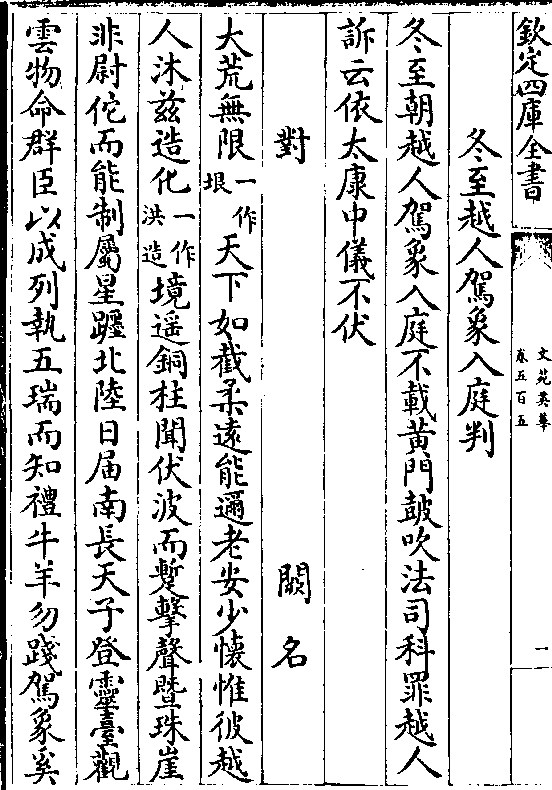 欽定四庫全書
文苑英華
卷五百五
一
冬至越人駕象入庭判
冬至朝越人駕象入庭不載黃門鼓吹法司科罪越人
訴云依太康中儀不伏
對 闕名
大荒無限一作垠天下如截柔遠能邇老安少懐惟彼越
人沐兹造化一作洪造境遥銅柱聞伏波而蹔擊聲暨珠崖
非尉佗而能制屬星躔北陸日届南長天子登靈臺觀
雲物命群臣以成列執五瑞而知禮牛羊勿踐駕象奚